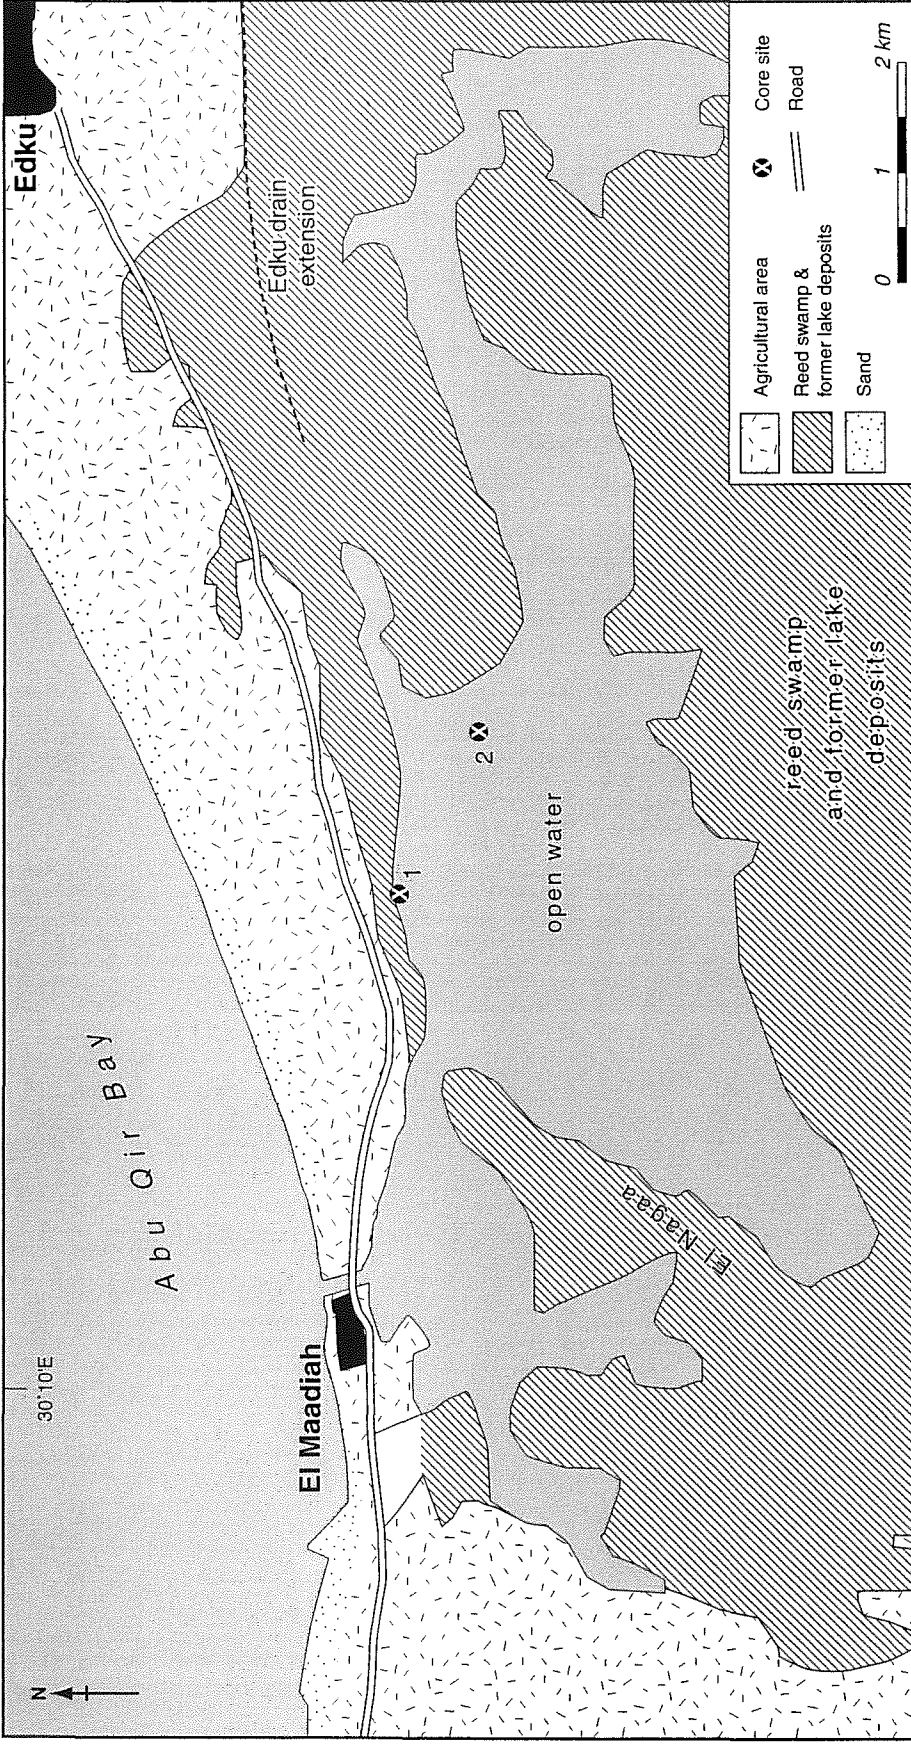 N
30°10'E
Abu Qir Bay
El Maadiah
Edku
Edku drain
extension
1
2
open water
El Nagaa
reed swamp
and former lake
deposits
Agricultural area
Reed swamp &
former lake deposits
Sand
Core site
Road
0 1 2 km